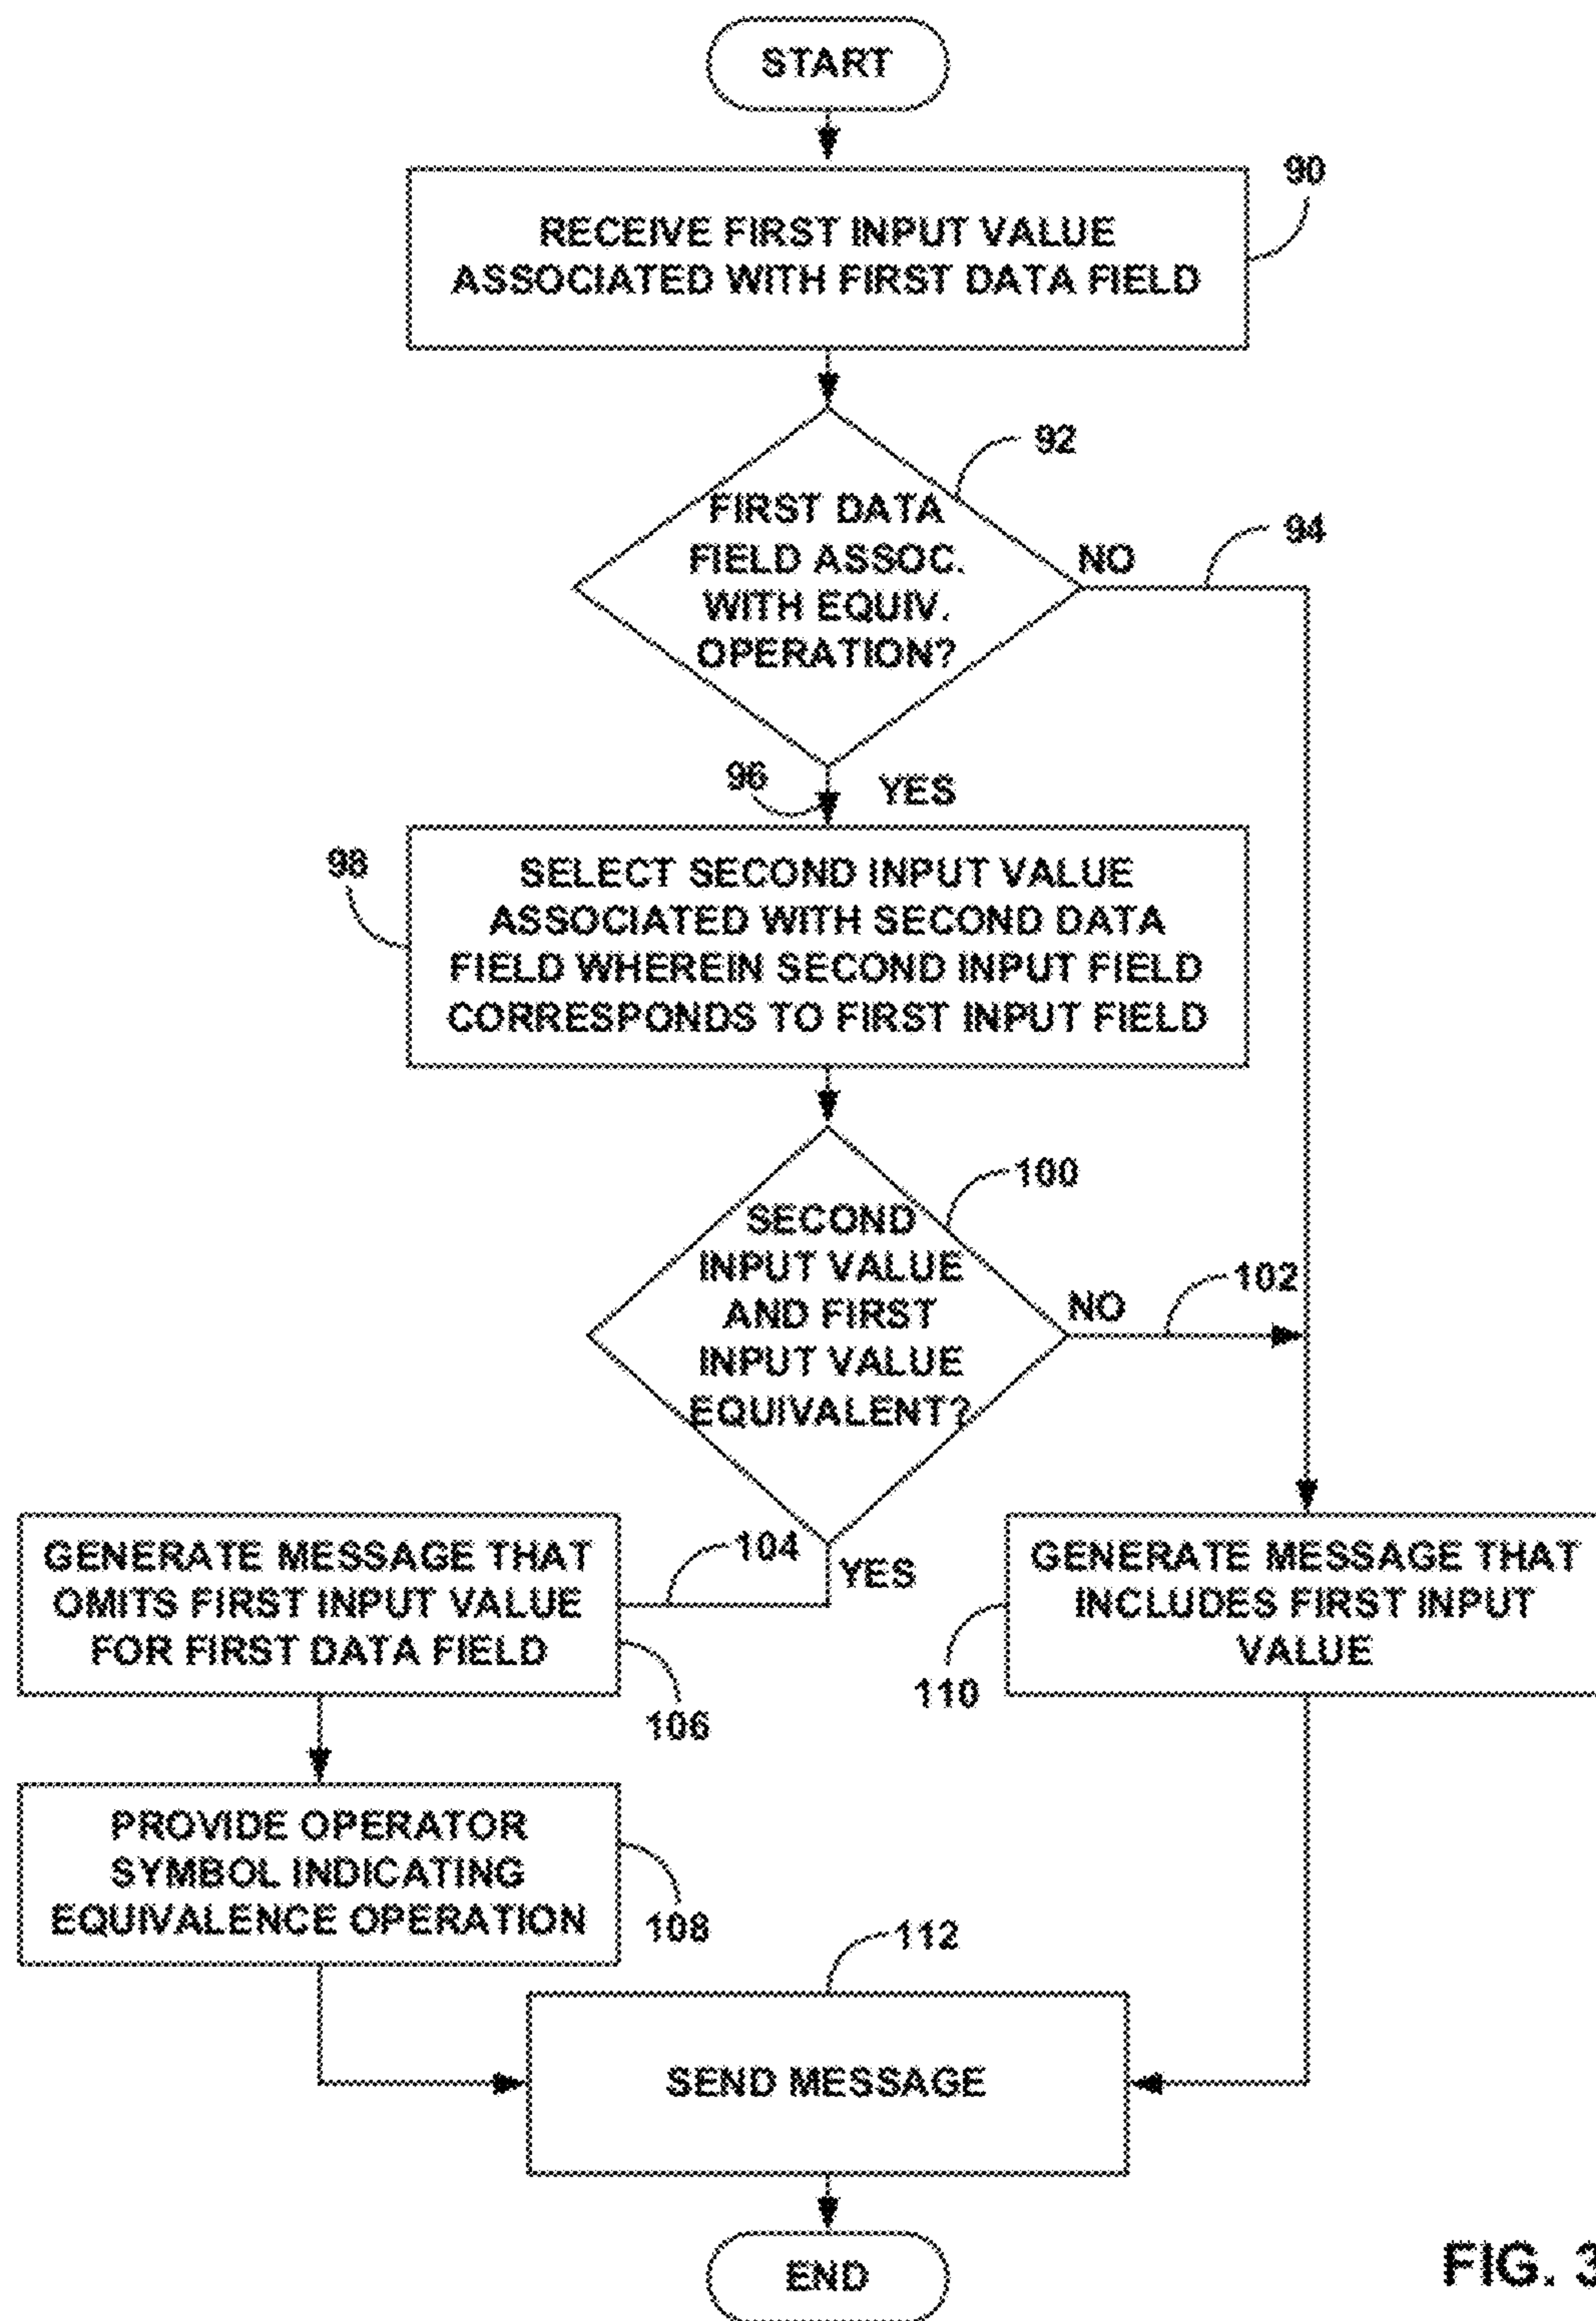 START
90
RECEIVE FIRST INPUT VALUE
ASSOCIATED WITH FIRST DATA FIELD
92
FIRST DATA
FIELD ASSOC.
WITH EQUIV.
OPERATION?
NO
94
96
YES
98
SELECT SECOND INPUT VALUE
ASSOCIATED WITH SECOND DATA
FIELD WHEREIN SECOND INPUT FIELD
CORRESPONDS TO FIRST INPUT FIELD
100
SECOND
INPUT VALUE
AND FIRST
INPUT VALUE
EQUIVALENT?
NO
102
104
YES
GENERATE MESSAGE THAT
OMITS FIRST INPUT VALUE
FOR FIRST DATA FIELD
106
GENERATE MESSAGE THAT
INCLUDES FIRST INPUT
VALUE
110
PROVIDE OPERATOR
SYMBOL INDICATING
EQUIVALENCE OPERATION
108
112
SEND MESSAGE
END
FIG. 3